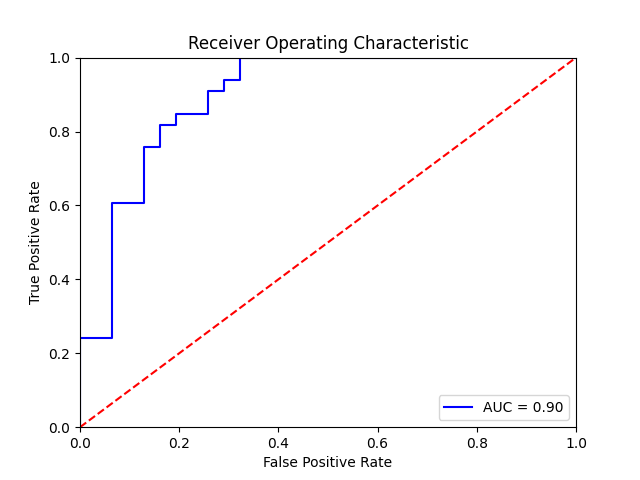 Receiver Operating Characteristic
True Positive Rate
1.0
0.8
0.6
0.4
0.2
0.0
AUC = 0.90
0.0 0.2 0.4 0.6 0.8 1.0
False Positive Rate